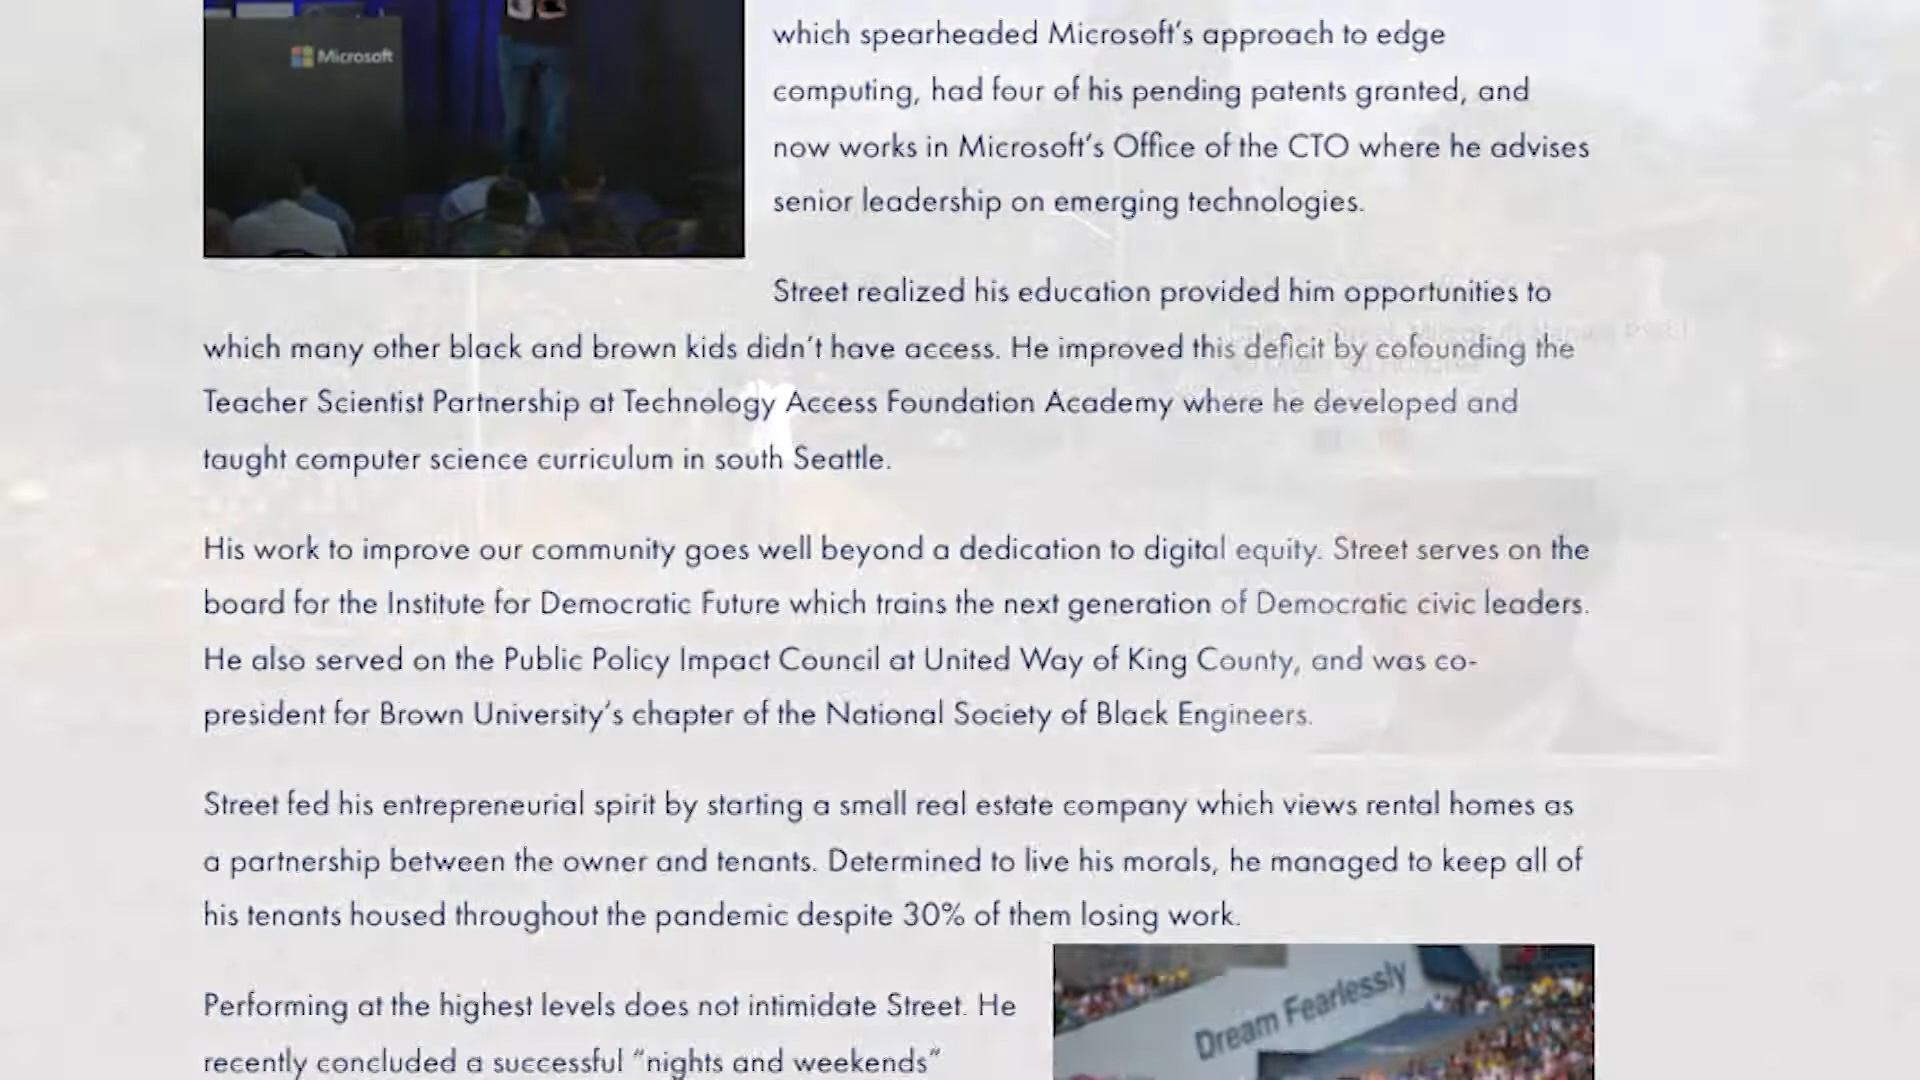 Microsoft
which spearheaded Microsoft's approach to edge
computing, had four of his pending patents granted, and
now works in Microsoft's Office of the CTO where he advises
senior leadership on emerging technologies.
Street realized his education provided him opportunities to
which many other black and brown kids didn't have access. He improved this deficit by cofounding the
Teacher Scientist Partnership at Technology Access Foundation Academy where he developed and
taught computer science curriculum in south Seattle.
His work to improve our community goes well beyond a dedication to digital equity. Street serves on the
board for the Institute for Democratic Future which trains the next generation of Democratic civic leaders.
He also served on the Public Policy Impact Council at United Way of King County, and was co-
president for Brown University's chapter of the National Society of Black Engineers.
Street fed his entrepreneurial spirit by starting a small real estate company which views rental homes as
a partnership between the owner and tenants. Determined to live his morals, he managed to keep all of
his tenants housed throughout the pandemic despite 30% of them losing work.
Performing at the highest levels does not intimidate Street. He
recently concluded a successful "nights and weekends"
Dream Fearlessly